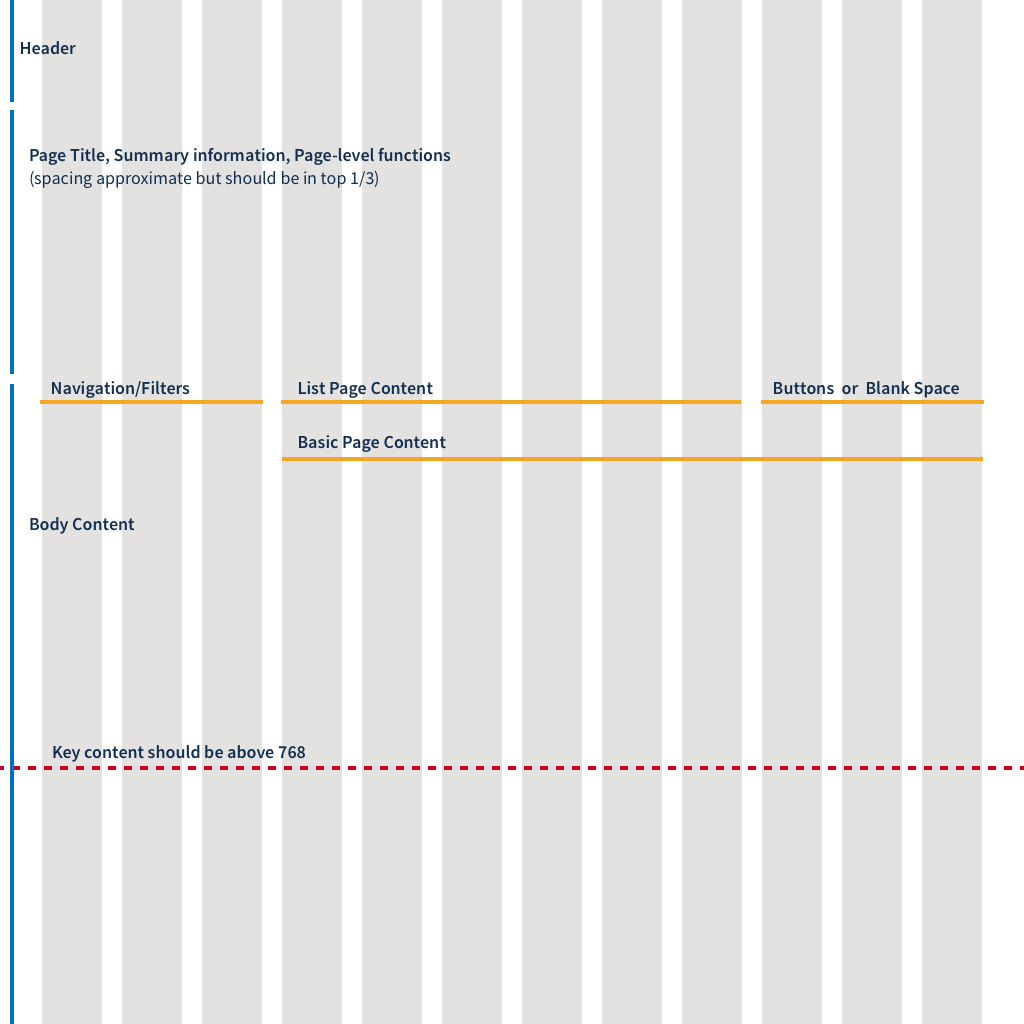 Header
Page Title, Summary information, Page-level functions
(spacing approximate but should be in top 1/3)
Navigation/Filters
List Page Content
Buttons or Blank Space
Basic Page Content
Body Content
Key content should be above 768